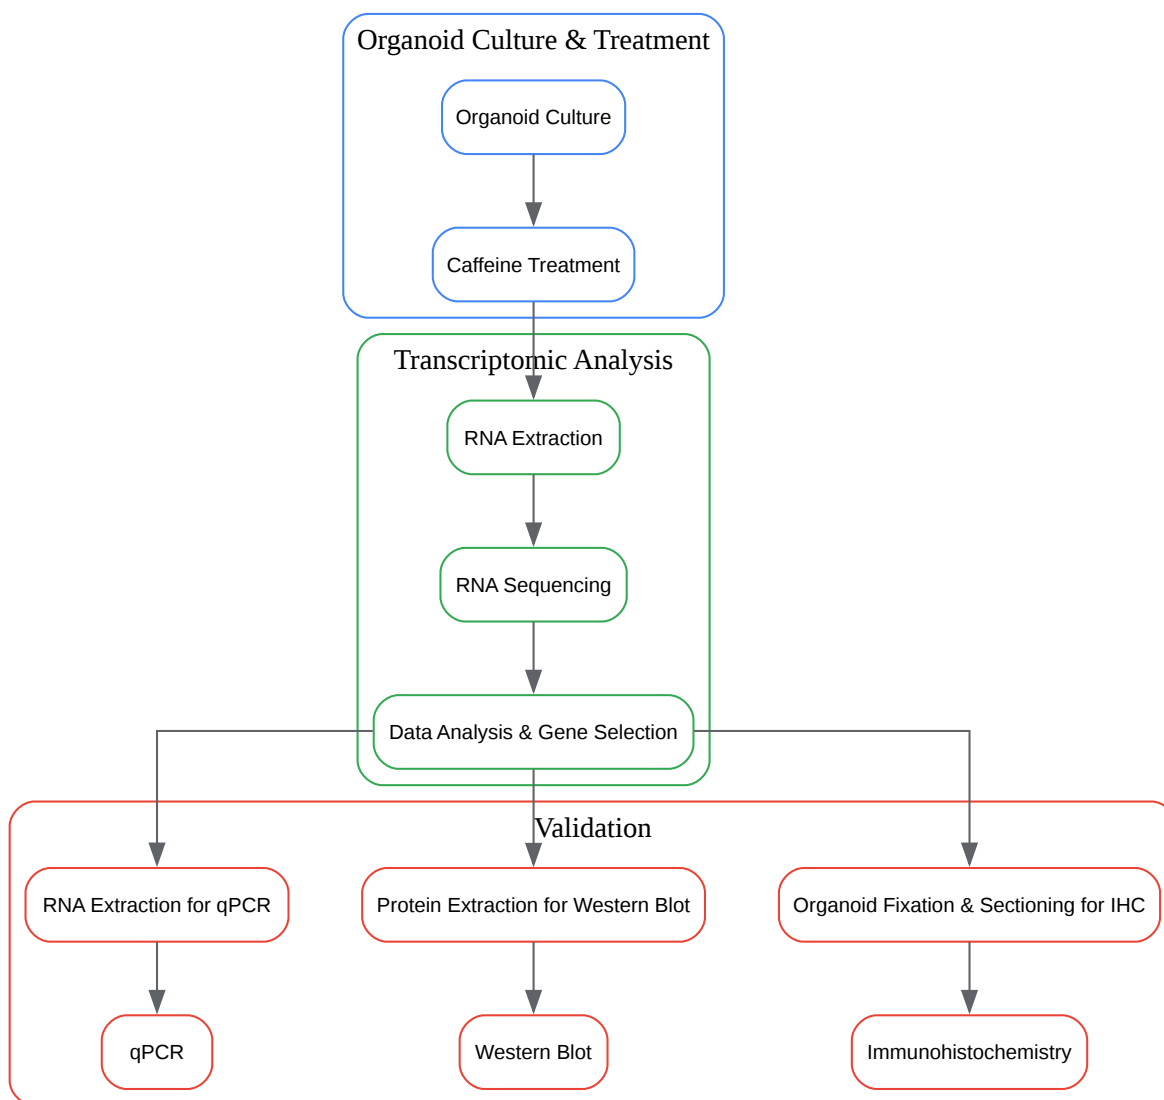 Organoid Culture & Treatment
Organoid Culture
Caffeine Treatment
Transcriptomic Analysis
RNA Extraction
RNA Sequencing
Data Analysis & Gene Selection
Validation
RNA Extraction for qPCR
Protein Extraction for Western Blot
Organoid Fixation & Sectioning for IHC
qPCR
Western Blot
Immunohistochemistry